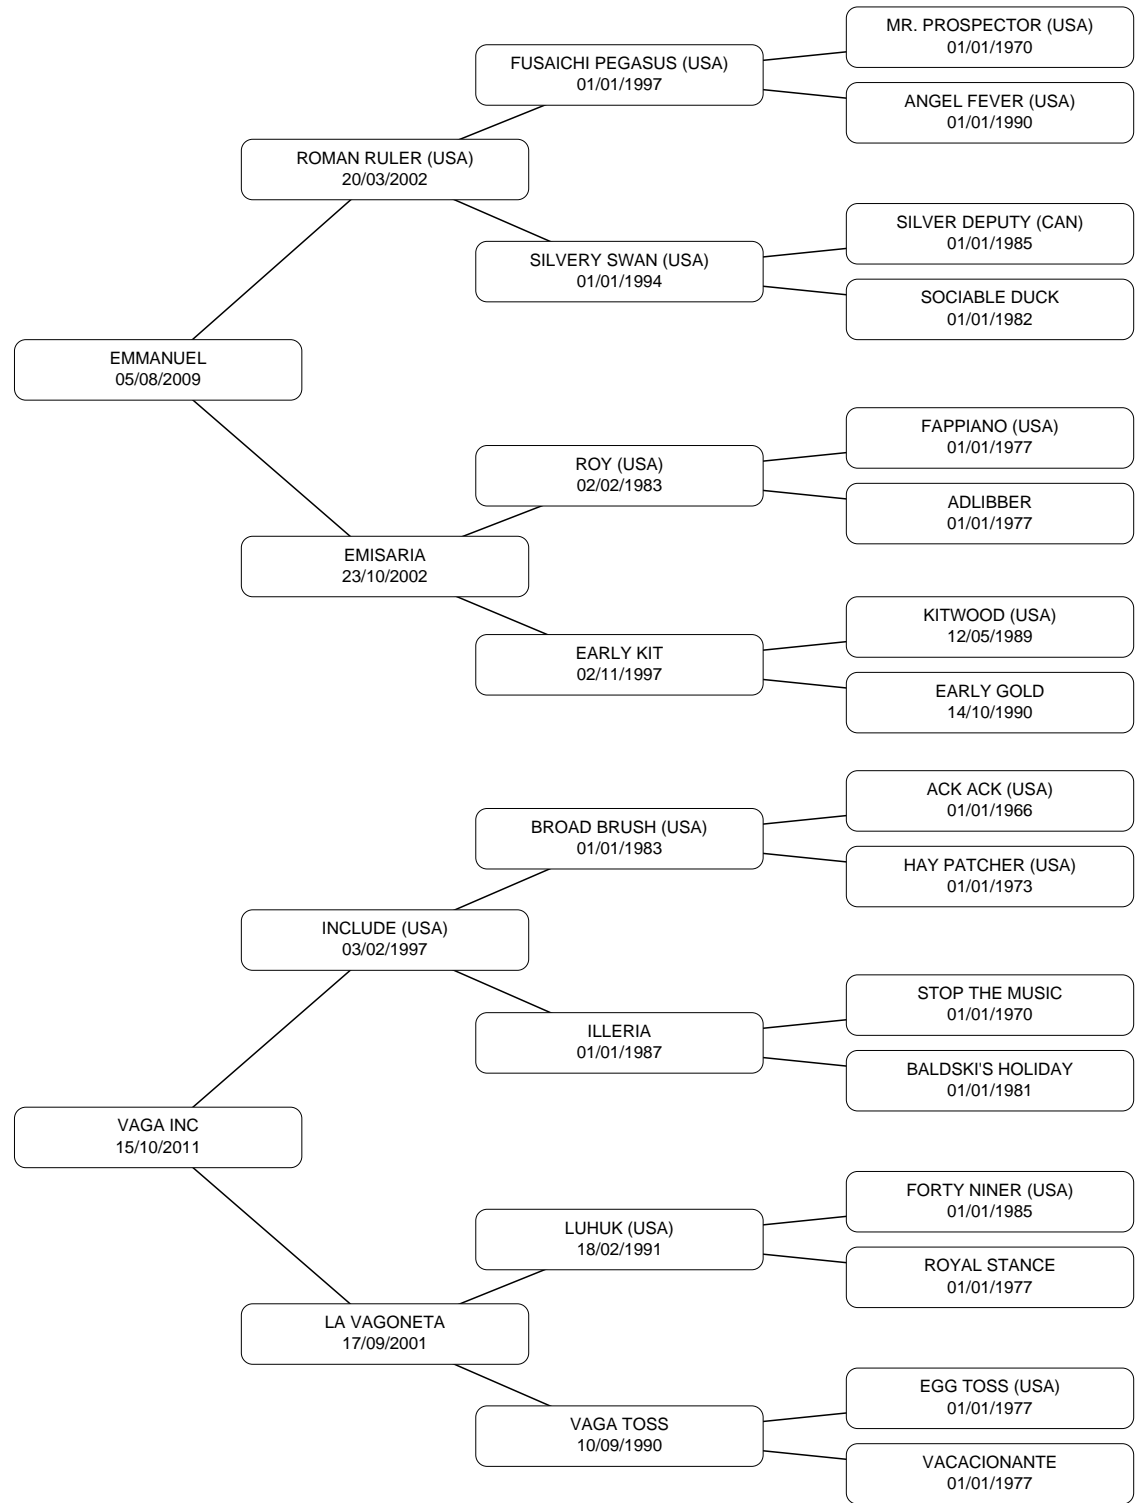 MR. PROSPECTOR (USA)
01/01/1970
FUSAICHI PEGASUS (USA)
01/01/1997
ANGEL FEVER (USA)
01/01/1990
ROMAN RULER (USA)
20/03/2002
SILVER DEPUTY (CAN)
01/01/1985
SILVERY SWAN (USA)
01/01/1994
SOCIABLE DUCK
01/01/1982
EMMANUEL
05/08/2009
FAPPIANO (USA)
01/01/1977
ROY (USA)
02/02/1983
ADLIBBER
01/01/1977
EMISARIA
23/10/2002
KITWOOD (USA)
12/05/1989
EARLY KIT
02/11/1997
EARLY GOLD
14/10/1990
ACK ACK (USA)
01/01/1966
BROAD BRUSH (USA)
01/01/1983
HAY PATCHER (USA)
01/01/1973
INCLUDE (USA)
03/02/1997
STOP THE MUSIC
01/01/1970
ILLERIA
01/01/1987
BALDSKI'S HOLIDAY
01/01/1981
VAGA INC
15/10/2011
FORTY NINER (USA)
01/01/1985
LUHUK (USA)
18/02/1991
ROYAL STANCE
01/01/1977
LA VAGONETA
17/09/2001
EGG TOSS (USA)
01/01/1977
VAGA TOSS
10/09/1990
VACACIONANTE
01/01/1977